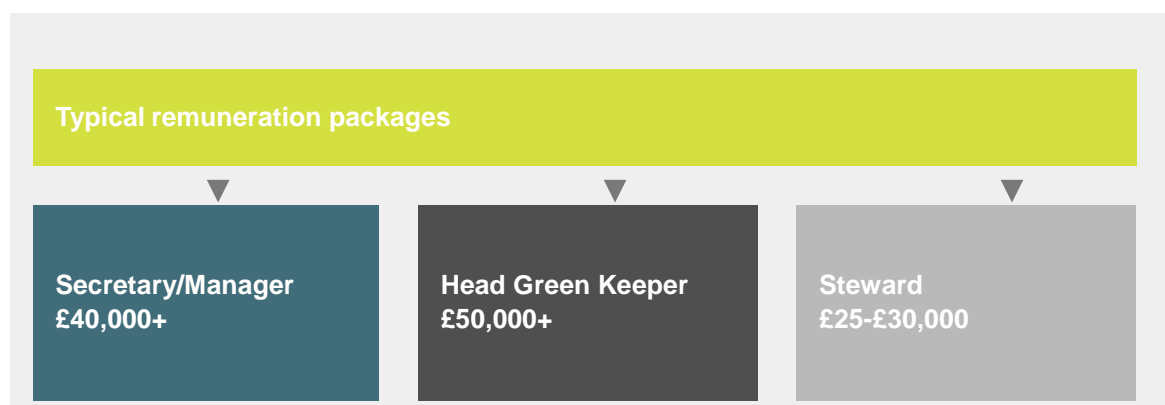 Typical remuneration packages
Secretary/Manager
£40,000+
Head Green Keeper
£50,000+
Steward
£25-£30,000